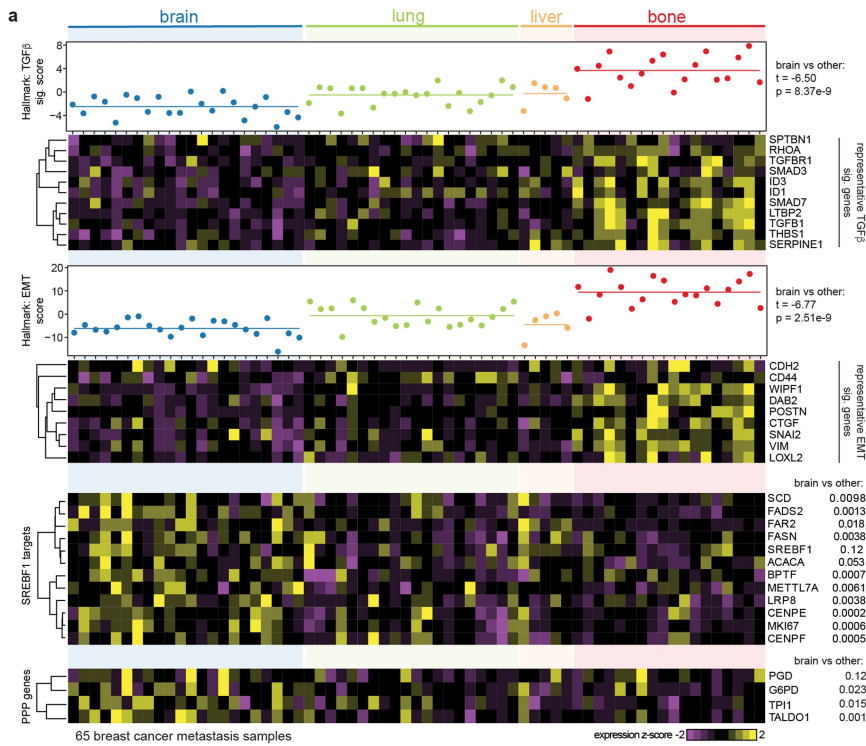 a
brain
lung
liver
bone
Hallmark: TGFβ
sig. score
8
4
0
-4
brain vs other:
t = -6.50
p = 8.37e-9
SPTBN1
RHOA
TGFBR1
SMAD3
ID3
ID1
SMAD7
LTBP2
TGFB1
THBS1
SERPINE1
representative TGFβ
sig. genes
Hallmark: EMT
score
20
10
0
-10
brain vs other:
t = -6.77
p = 2.51e-9
CDH2
CD44
WIPF1
DAB2
POSTN
CTGF
SNAI2
VIM
LOXL2
representative EMT
sig. genes
brain vs other:
SREBF1 targets
SCD 0.0098
FADS2 0.0013
FAR2 0.018
FASN 0.0038
SREBF1 0.12
ACACA 0.053
BPTF 0.0007
METTL7A 0.0061
LRP8 0.0038
CENPE 0.0002
MKI67 0.0006
CENPF 0.0005
brain vs other:
PPP genes
PGD 0.12
G6PD 0.023
TPI1 0.015
TALDO1 0.001
65 breast cancer metastasis samples
expression z-score -2 2